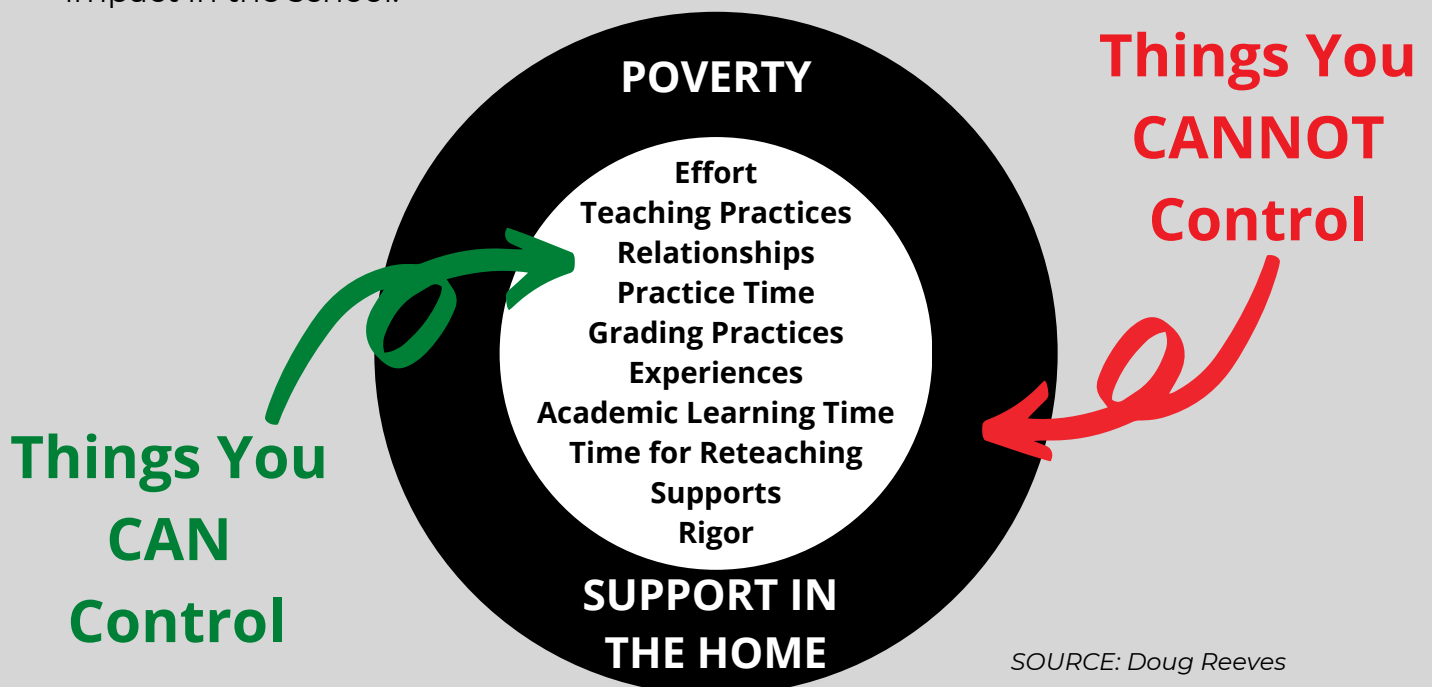 POVERTY
Things You
CANNOT
Control
Effort
Teaching Practices
Relationships
Practice Time
Grading Practices
Experiences
Academic Learning Time
Time for Reteaching
Supports
Rigor
Things You
CAN
Control
SUPPORT IN
THE HOME
SOURCE: Doug Reeves